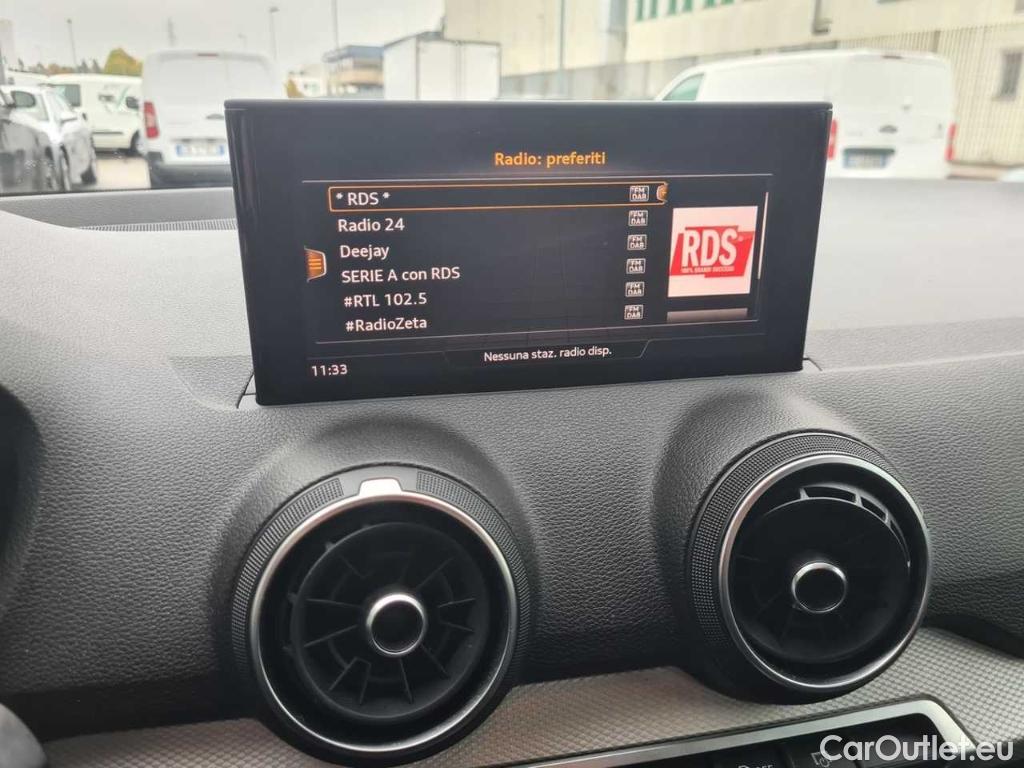 Radio: preferiti
* RDS *
FM DAB
Radio 24
FM DAB
Deejay
FM DAB
SERIE A con RDS
FM DAB
#RTL 102.5
FM DAB
#RadioZeta
FM DAB
RDS
100% GRANDI SUCCESSI
Nessuna staz. radio disp.
11:33
OFF
CarOutlet.eu